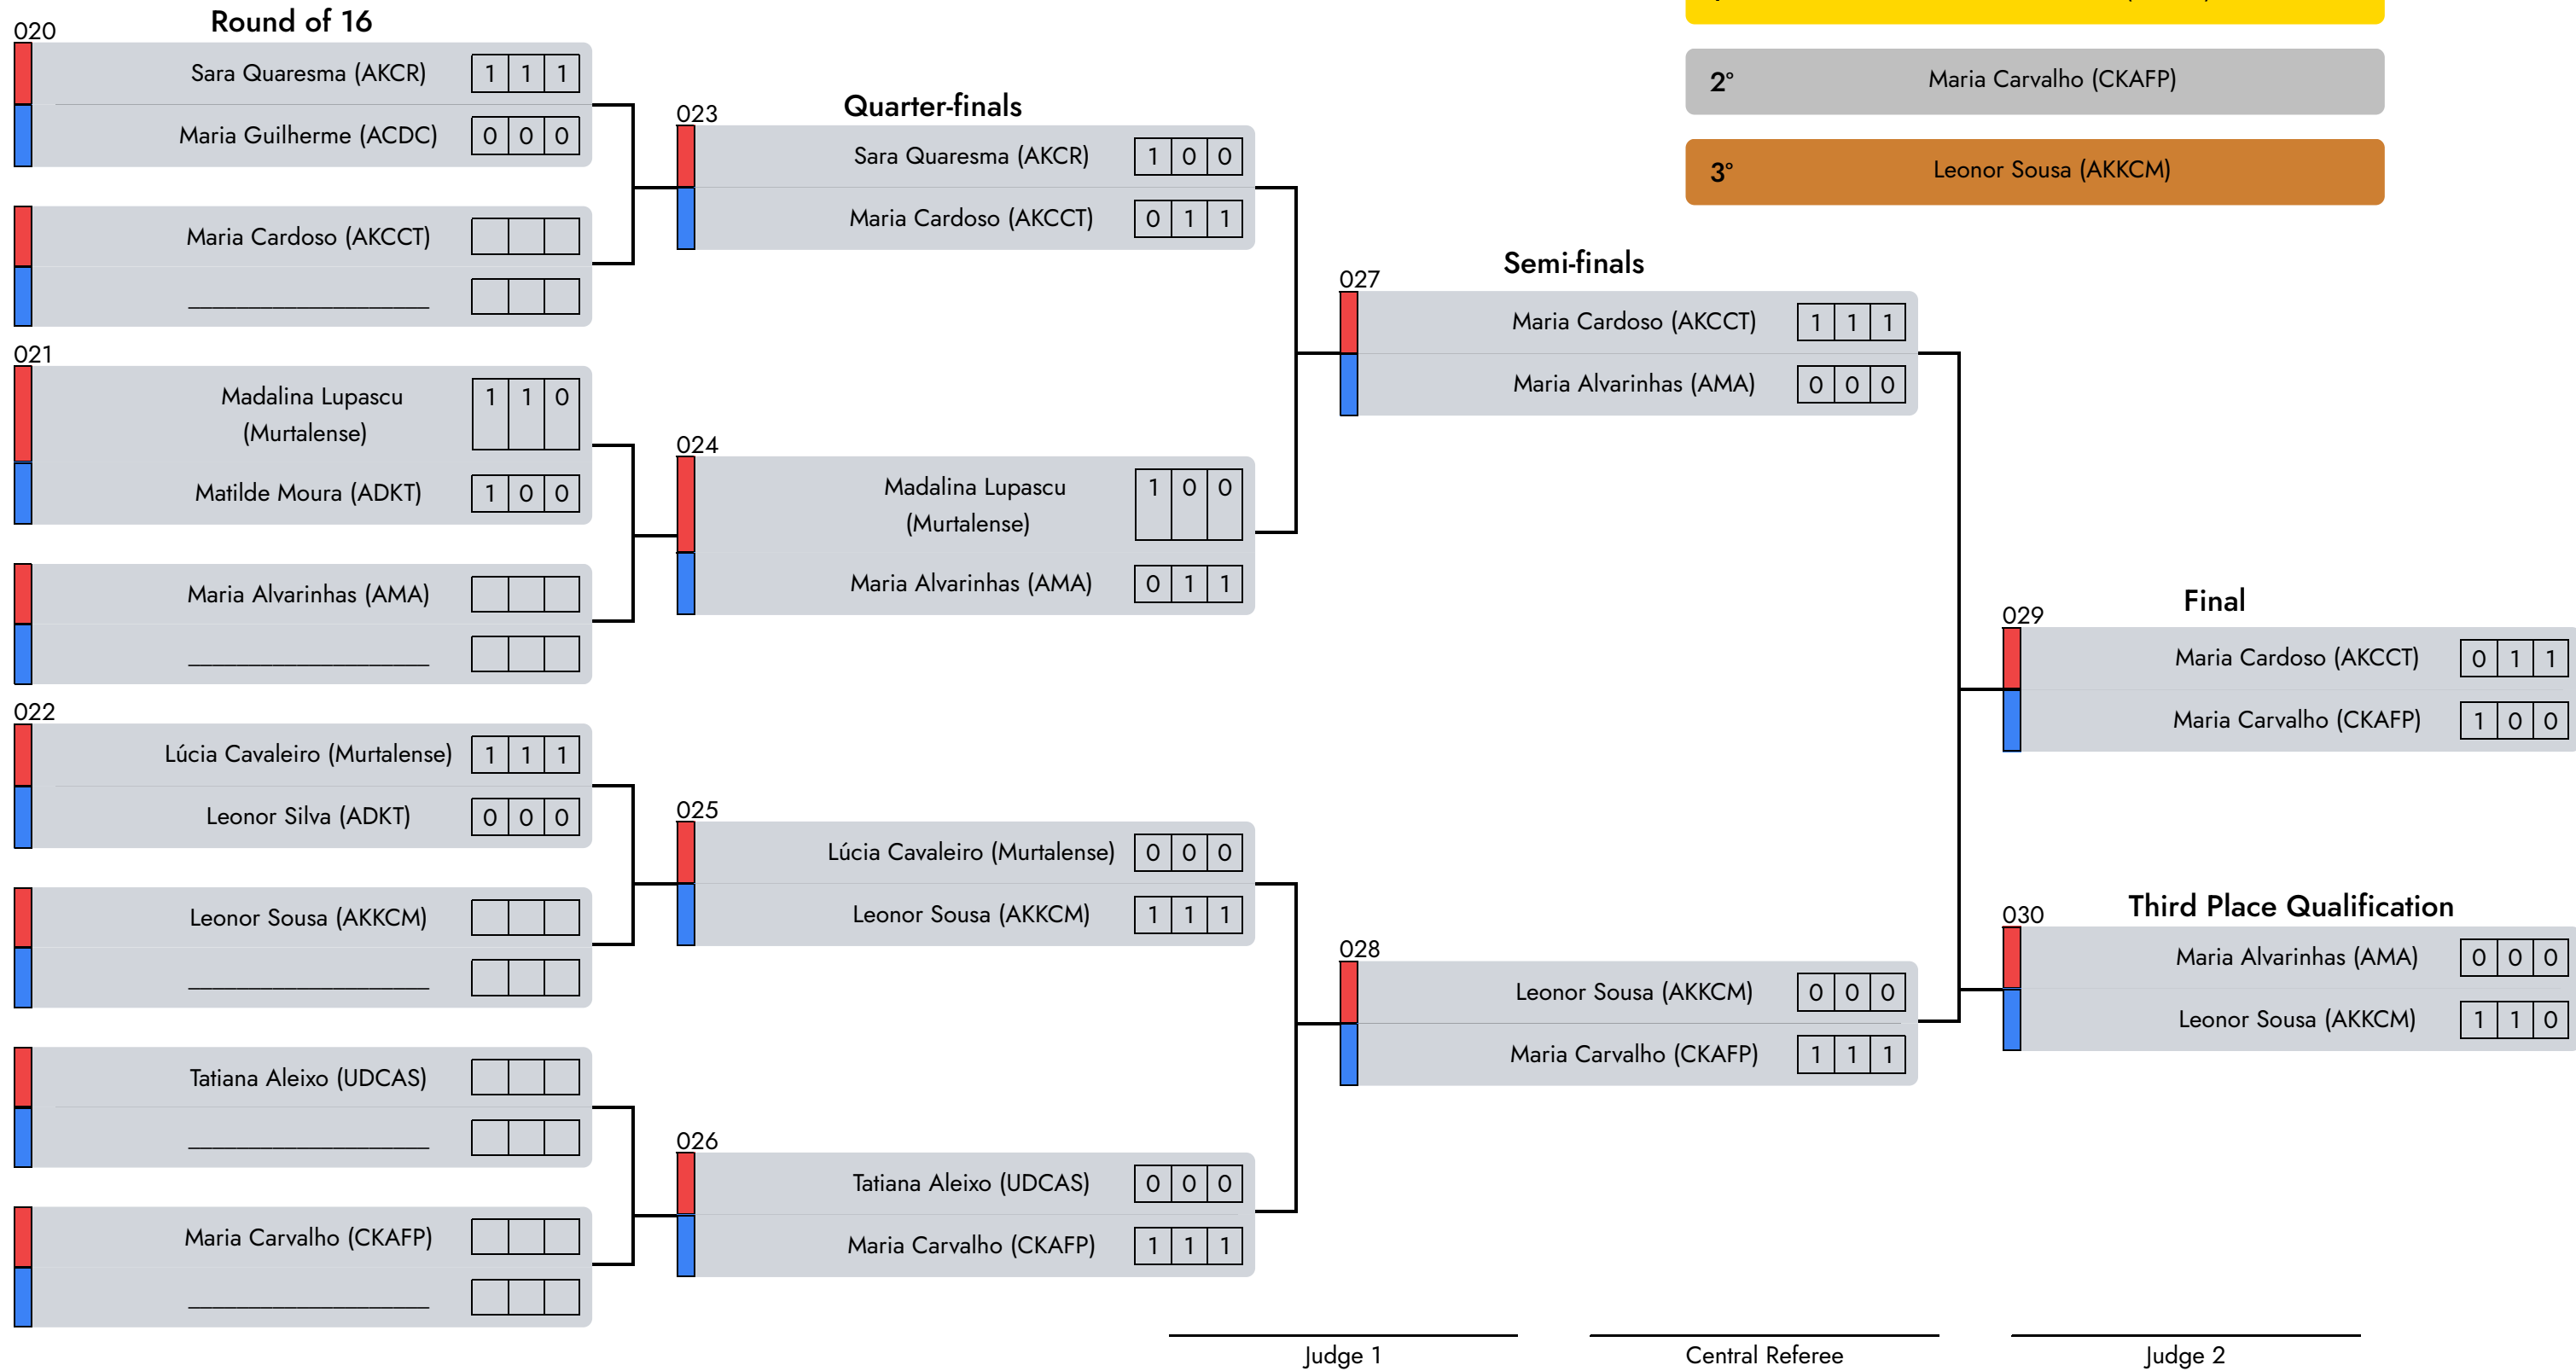 Round of 16
020
Sara Quaresma (AKCR) 1 1 1
Maria Guilherme (ACDC) 0 0 0
Maria Cardoso (AKCCT)
021
Madalina Lupascu 1 1 0
(Murtalense)
Matilde Moura (ADKT) 1 0 0
Maria Alvarinhas (AMA)
022
Lúcia Cavaleiro (Murtalense) 1 1 1
Leonor Silva (ADKT) 0 0 0
Leonor Sousa (AKKCM)
Tatiana Aleixo (UDCAS)
Maria Carvalho (CKAFP)
Quarter-finals
023
Sara Quaresma (AKCR) 1 0 0
Maria Cardoso (AKCCT) 0 1 1
024
Madalina Lupascu 1 0 0
(Murtalense)
Maria Alvarinhas (AMA) 0 1 1
025
Lúcia Cavaleiro (Murtalense) 0 0 0
Leonor Sousa (AKKCM) 1 1 1
026
Tatiana Aleixo (UDCAS) 0 0 0
Maria Carvalho (CKAFP) 1 1 1
2° Maria Carvalho (CKAFP)
3° Leonor Sousa (AKKCM)
Semi-finals
027
Maria Cardoso (AKCCT) 1 1 1
Maria Alvarinhas (AMA) 0 0 0
028
Leonor Sousa (AKKCM) 0 0 0
Maria Carvalho (CKAFP) 1 1 1
Final
029
Maria Cardoso (AKCCT) 0 1 1
Maria Carvalho (CKAFP) 1 0 0
Third Place Qualification
030
Maria Alvarinhas (AMA) 0 0 0
Leonor Sousa (AKKCM) 1 1 0
Judge 1
Central Referee
Judge 2